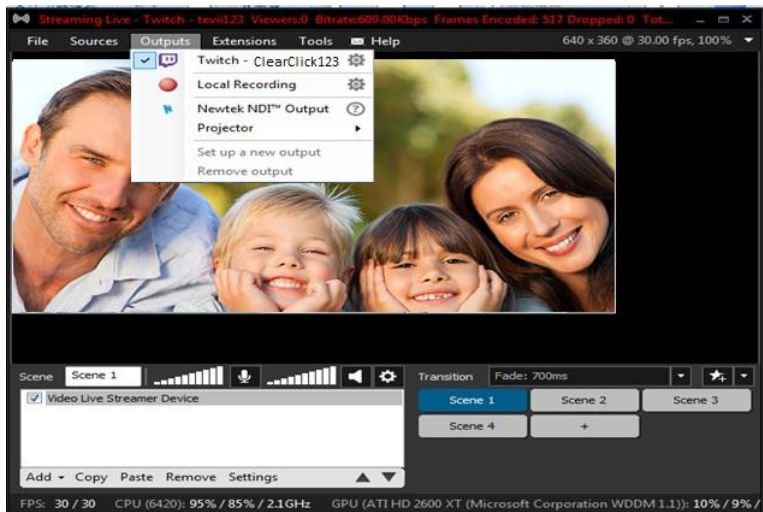 Streaming Live - Twitch - tevii123 Viewers:0 Bitrate:609.00Kbps Frames Encoded: 517 Dropped: 0 Tot...
File Sources Outputs Extensions Tools Help 640 x 360 @ 30.00 fps, 100%
Twitch - ClearClick123
Local Recording
Newtek NDI™ Output ?
Projector
Set up a new output
Remove output
Scene Scene 1 Transition Fade: 700ms
Video Live Streamer Device Scene 1 Scene 2 Scene 3
Scene 4 +
Add Copy Paste Remove Settings
FPS: 30 / 30 CPU (6420): 95% / 85% / 2.1GHz GPU (ATI HD 2600 XT (Microsoft Corporation WDDM 1.1)): 10% / 9% /